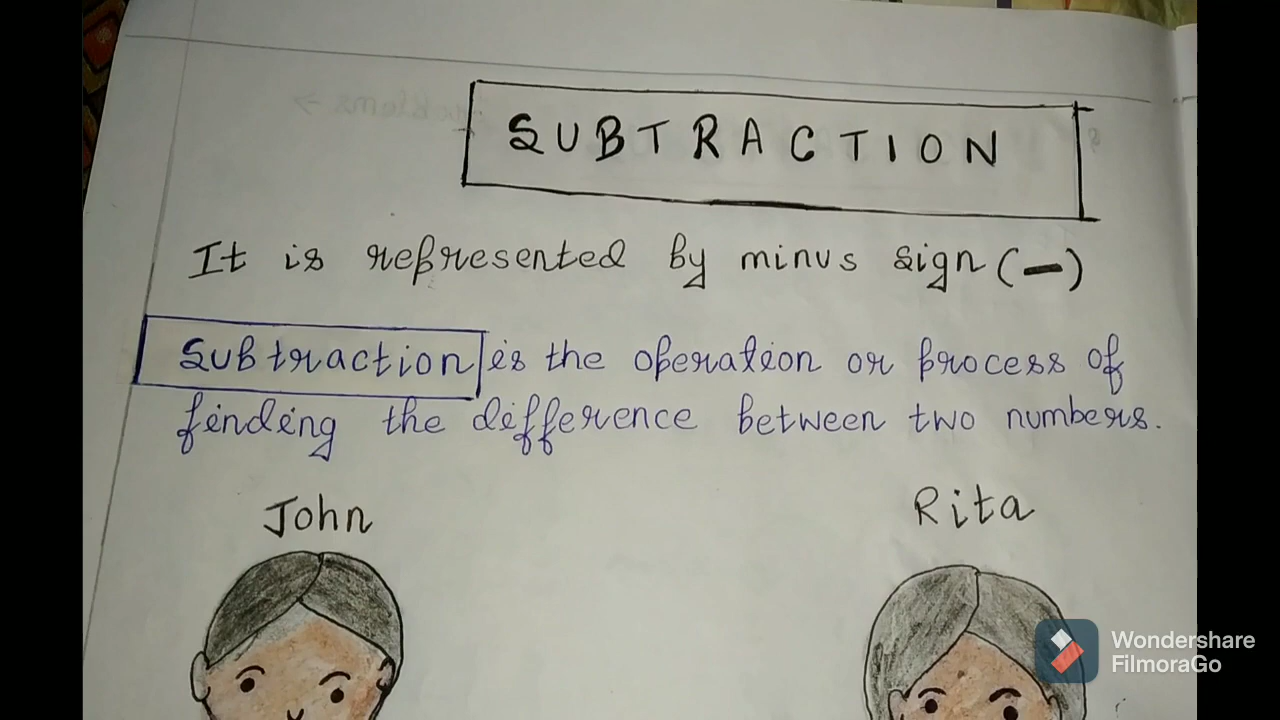 SUBTRACTION
It is represented by minus sign (-)
Subtraction is the operation or process of
finding the difference between two numbers.
John
Rita
Wondershare
FilmoraGo